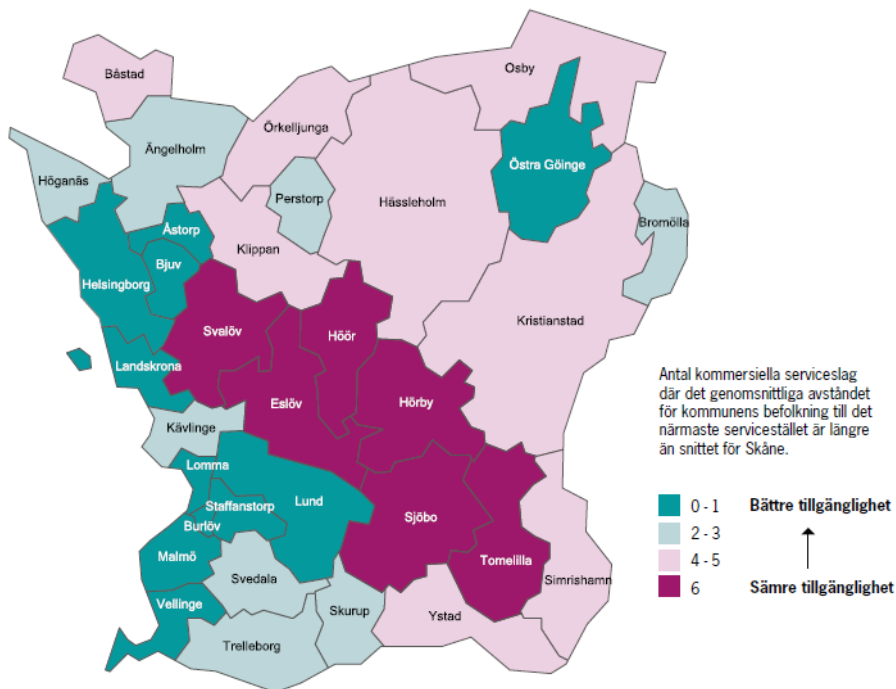 Osby
Båstad
Örkelljunga
Ängelholm
Östra Göinge
Höganäs
Perstorp
Hässleholm
Bromölla
Åstorp
Klippan
Bjuv
Helsingborg
Kristianstad
Svalöv
Höör
Landskrona
Eslöv
Hörby
Kävlinge
Lomma
Staffanstorp
Lund
Burlöv
Sjöbo
Malmö
Tomelilla
Svedala
Simrishamn
Vellinge
Skurup
Ystad
Trelleborg
Antal kommersiella serviceslag
där det genomsnittliga avståndet
för kommunens befolkning till det
närmaste servicestället är längre
än snittet för Skåne.
0 - 1 Bättre tillgänglighet
2 - 3
4 - 5
6 Sämre tillgänglighet